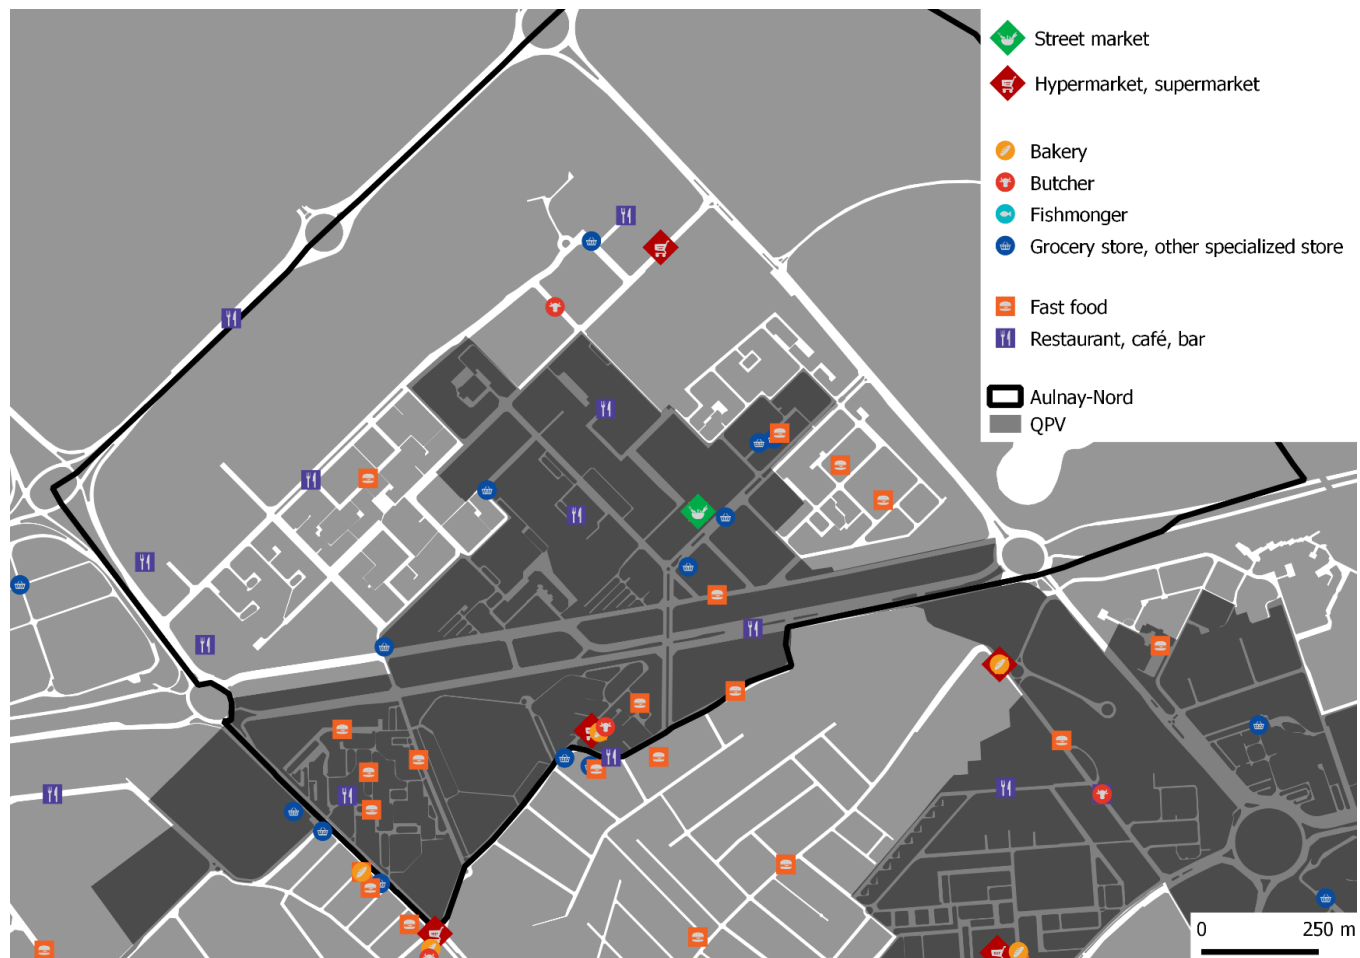 Street market
Hypermarket, supermarket
Bakery
Butcher
Fishmonger
Grocery store, other specialized store
Fast food
Restaurant, café, bar
Aulnay-Nord
QPV
0 250 m